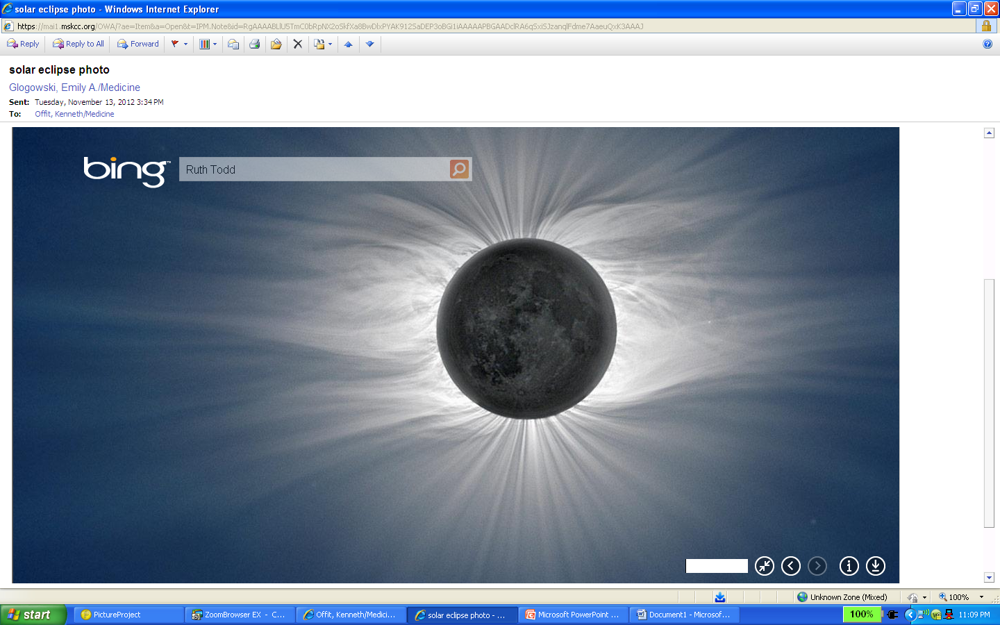 solar eclipse photo - Windows Internet Explorer
Reply Reply to All Forward
solar eclipse photo
Glogowski, Emily A./Medicine
Sent: Tuesday, November 13, 2012 3:34 PM
To: Offit, Kenneth/Medicine
bing™ Ruth Todd
Unknown Zone (Mixed) 100%
start PictureProject ZoomBrowser EX - C... Offit, Kenneth/Medici... solar eclipse photo - ... Microsoft PowerPoint ... Document1 - Microsof... 100% 11:09 PM